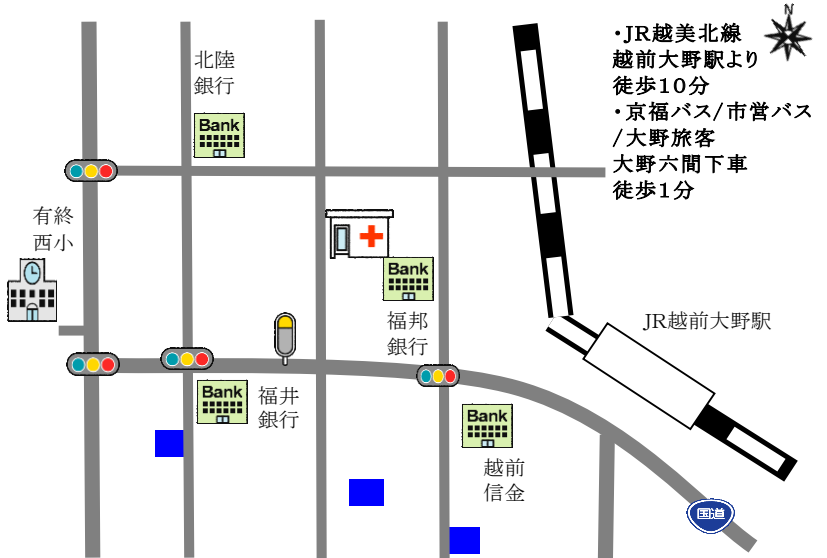 N
・JR越美北線
越前大野駅より
徒歩10分
・京福バス/市営バス
/大野旅客
大野六間下車
徒歩1分
北陸
銀行
Bank
有終
西小
Bank
福邦
銀行
JR越前大野駅
Bank
福井
銀行
Bank
越前
信金
国道